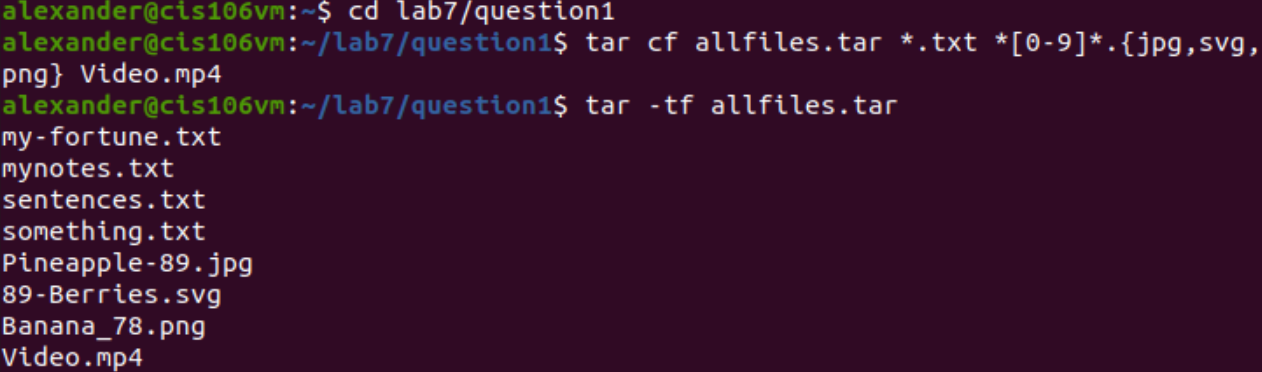 alexander@cis106vm:~$ cd lab7/question1
alexander@cis106vm:~/lab7/question1$ tar cf allfiles.tar *.txt *[0-9]*.{jpg,svg,
png} Video.mp4
alexander@cis106vm:~/lab7/question1$ tar -tf allfiles.tar
my-fortune.txt
mynotes.txt
sentences.txt
something.txt
Pineapple-89.jpg
89-Berries.svg
Banana_78.png
Video.mp4